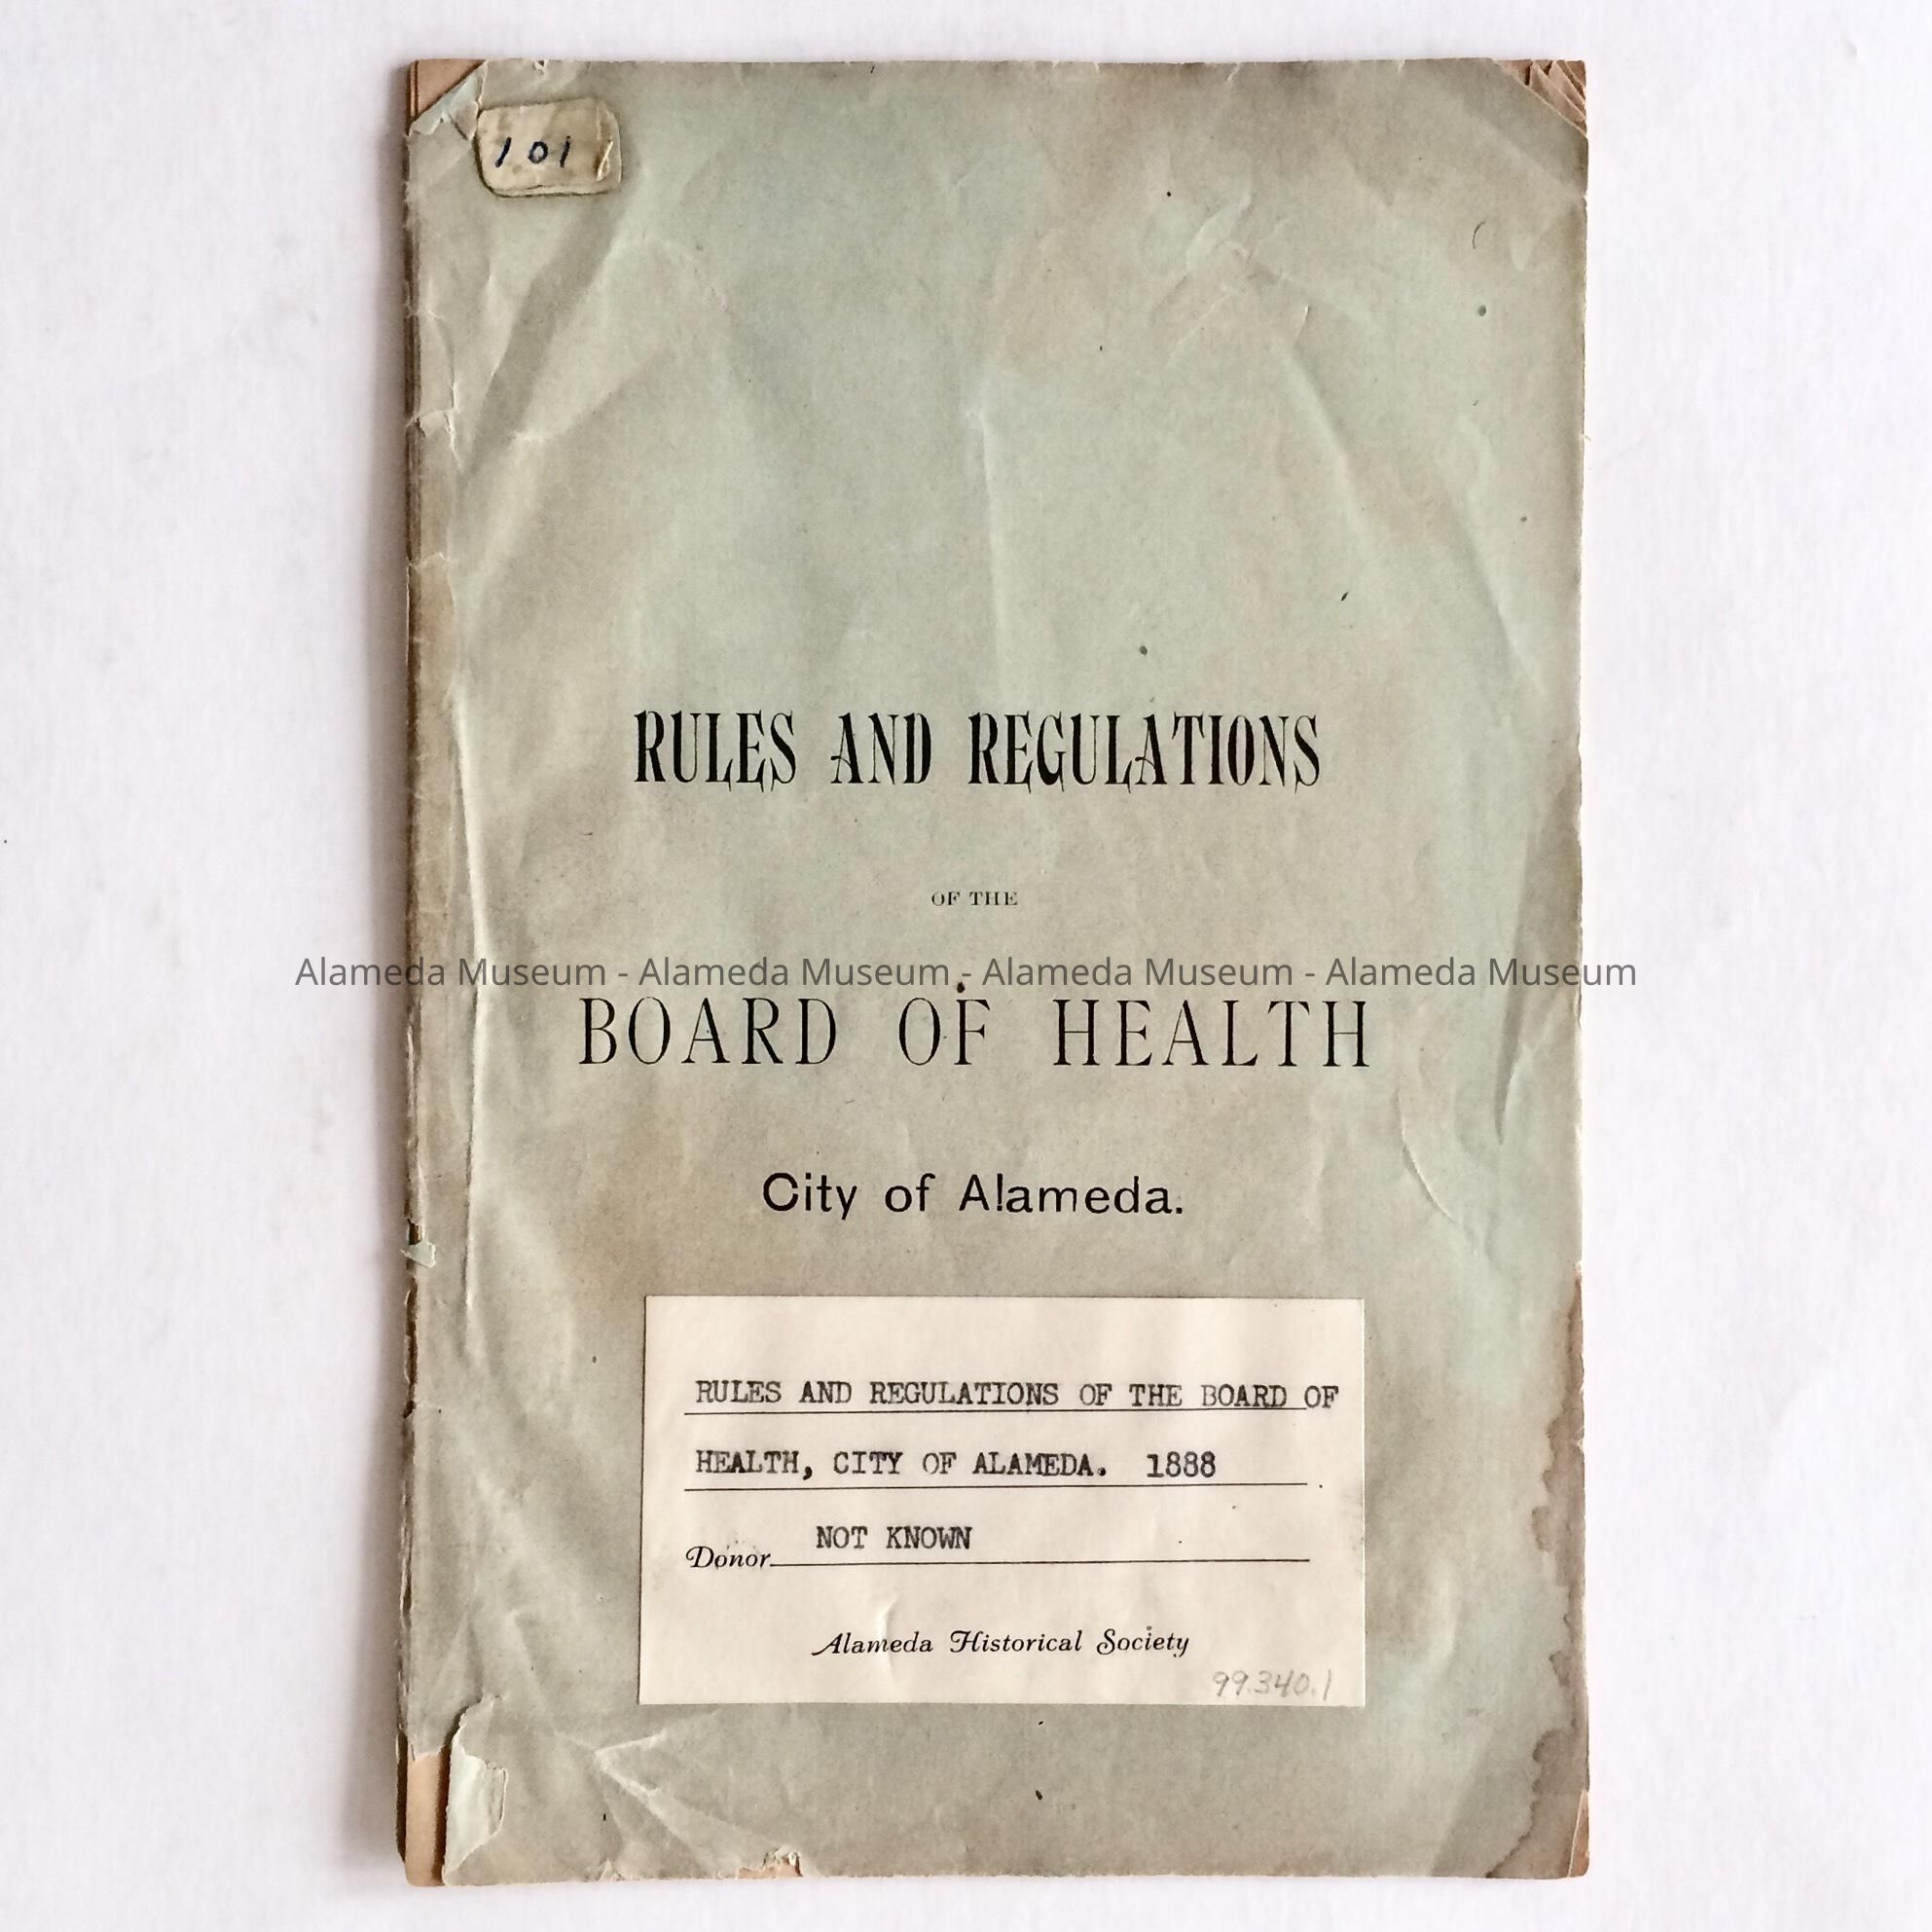 101
RULES AND REGULATIONS
OF THE
Alameda Museum - Alameda Museum - Alameda Museum - Alameda Museum
BOARD OF HEALTH
City of Alameda.
RULES AND REGULATIONS OF THE BOARD OF
HEALTH, CITY OF ALAMEDA. 1888
Donor NOT KNOWN
Alameda Historical Society
99.340.1